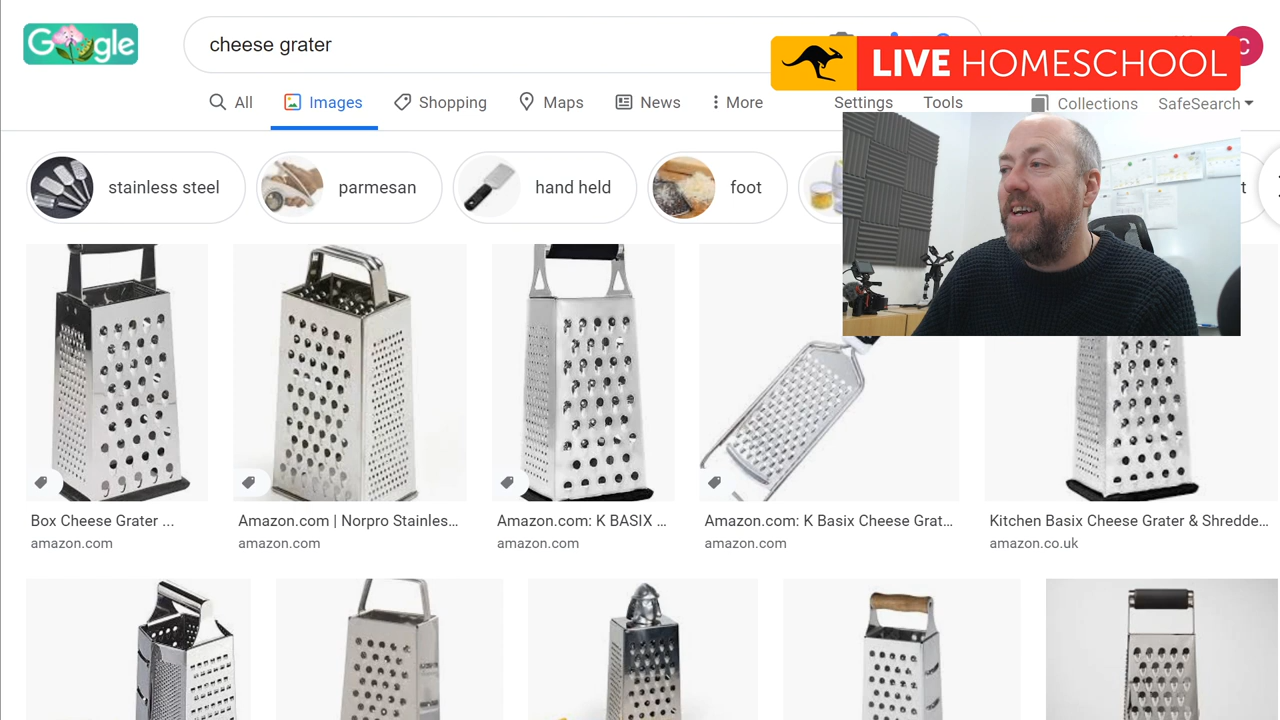 Google
cheese grater
LIVE HOMESCHOOL
C
All
Images
Shopping
Maps
News
More
Settings
Tools
Collections
SafeSearch
stainless steel
parmesan
hand held
foot
t
Box Cheese Grater ...
amazon.com
Amazon.com | Norpro Stainles...
amazon.com
Amazon.com: K BASIX ...
amazon.com
Amazon.com: K Basix Cheese Grat...
amazon.com
Kitchen Basix Cheese Grater & Shredde...
amazon.co.uk